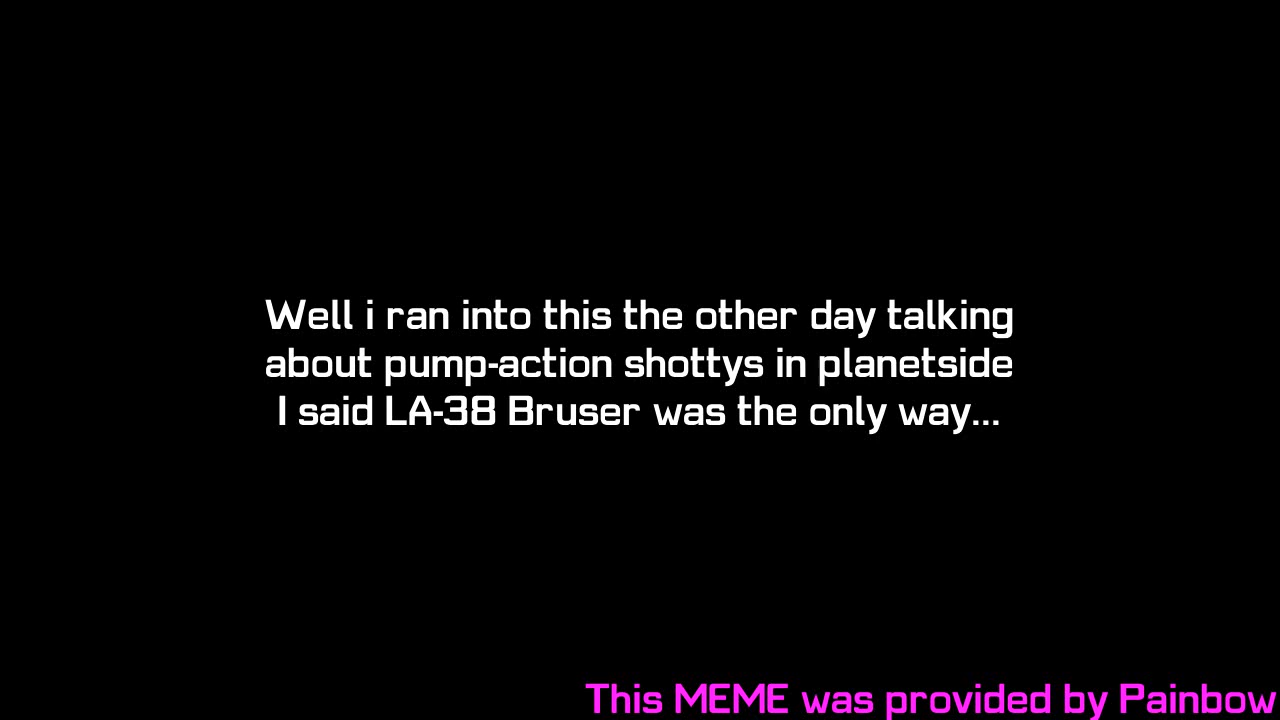 Well i ran into this the other day talking
about pump-action shottys in planetside
I said LA-38 Bruser was the only way...
This MEME was provided by Painbow